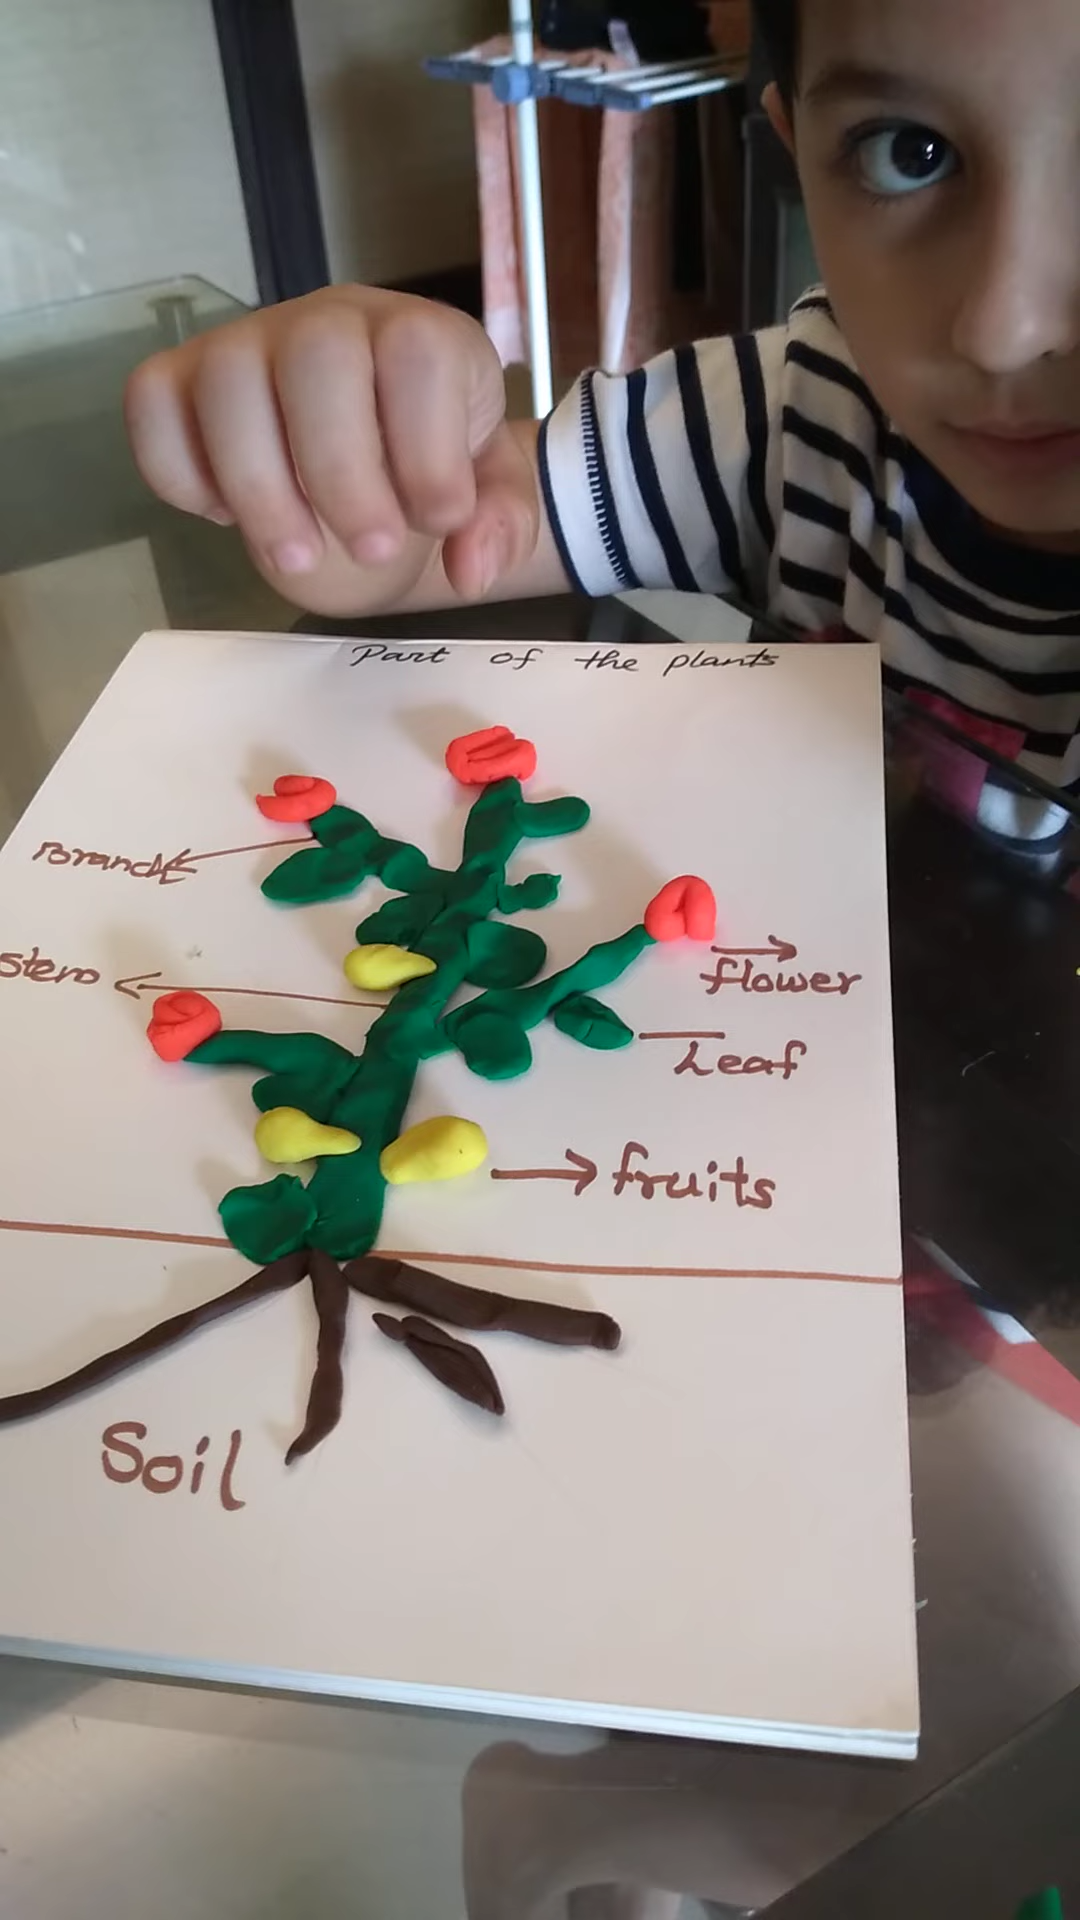 Part of the plants
Branch
stem
flower
Leaf
fruits
Soil